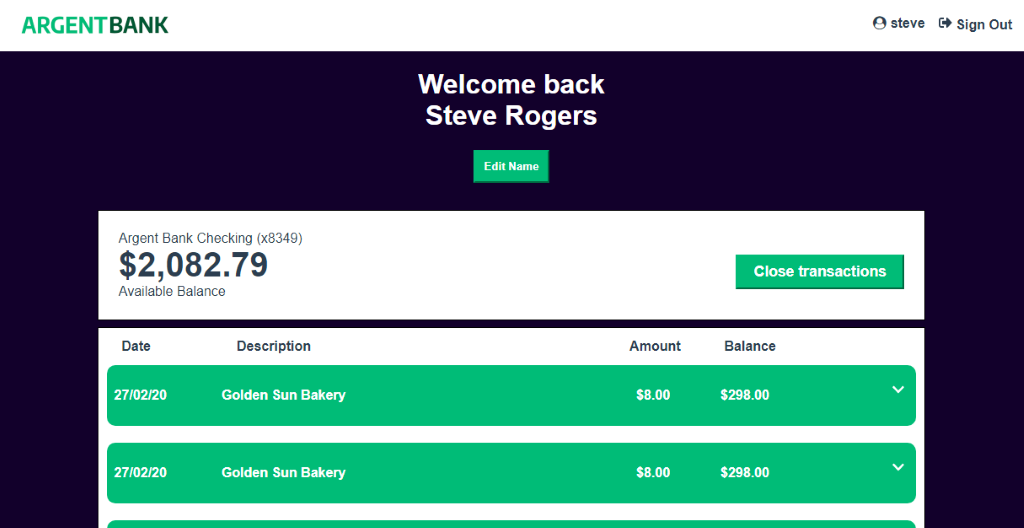 ARGENTBANK
steve Sign Out
Welcome back
Steve Rogers
Edit Name
Argent Bank Checking (x8349)
$2,082.79
Available Balance
Close transactions
Date Description Amount Balance
27/02/20 Golden Sun Bakery $8.00 $298.00
27/02/20 Golden Sun Bakery $8.00 $298.00